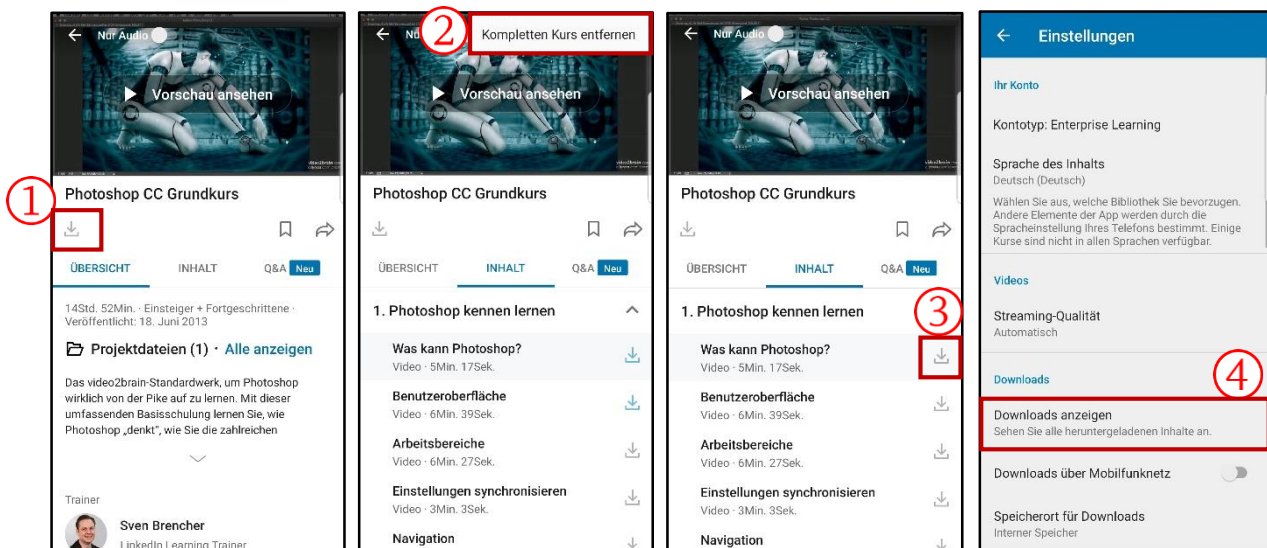 1
Nur Audio
Vorschau ansehen
Photoshop CC Grundkurs
ÜBERSICHT INHALT Q&A Neu
14Std. 52Min. · Einsteiger + Fortgeschrittene ·
Veröffentlicht: 18. Juni 2013
Projektdateien (1) · Alle anzeigen
Das video2brain-Standardwerk, um Photoshop
wirklich von der Pike auf zu lernen. Mit dieser
umfassenden Basisschulung lernen Sie, wie
Photoshop „denkt", wie Sie die zahlreichen
Trainer
Sven Brencher
LinkedIn Learning Trainer
2
Kompletten Kurs entfernen
Vorschau ansehen
Photoshop CC Grundkurs
ÜBERSICHT INHALT Q&A Neu
1. Photoshop kennen lernen
Was kann Photoshop?
Video · 5Min. 17Sek.
Benutzeroberfläche
Video · 6Min. 39Sek.
Arbeitsbereiche
Video · 6Min. 27Sek.
Einstellungen synchronisieren
Video · 3Min. 3Sek.
Navigation
Nur Audio
Vorschau ansehen
Photoshop CC Grundkurs
ÜBERSICHT INHALT Q&A Neu
1. Photoshop kennen lernen
3
Was kann Photoshop?
Video · 5Min. 17Sek.
Benutzeroberfläche
Video · 6Min. 39Sek.
Arbeitsbereiche
Video · 6Min. 27Sek.
Einstellungen synchronisieren
Video · 3Min. 3Sek.
Navigation
Einstellungen
Ihr Konto
Kontotyp: Enterprise Learning
Sprache des Inhalts
Deutsch (Deutsch)
Wählen Sie aus, welche Bibliothek Sie bevorzugen.
Andere Elemente der App werden durch die
Spracheinstellung Ihres Telefons bestimmt. Einige
Kurse sind nicht in allen Sprachen verfügbar.
Videos
Streaming-Qualität
Automatisch
Downloads
4
Downloads anzeigen
Sehen Sie alle heruntergeladenen Inhalte an.
Downloads über Mobilfunknetz
Speicherort für Downloads
Interner Speicher